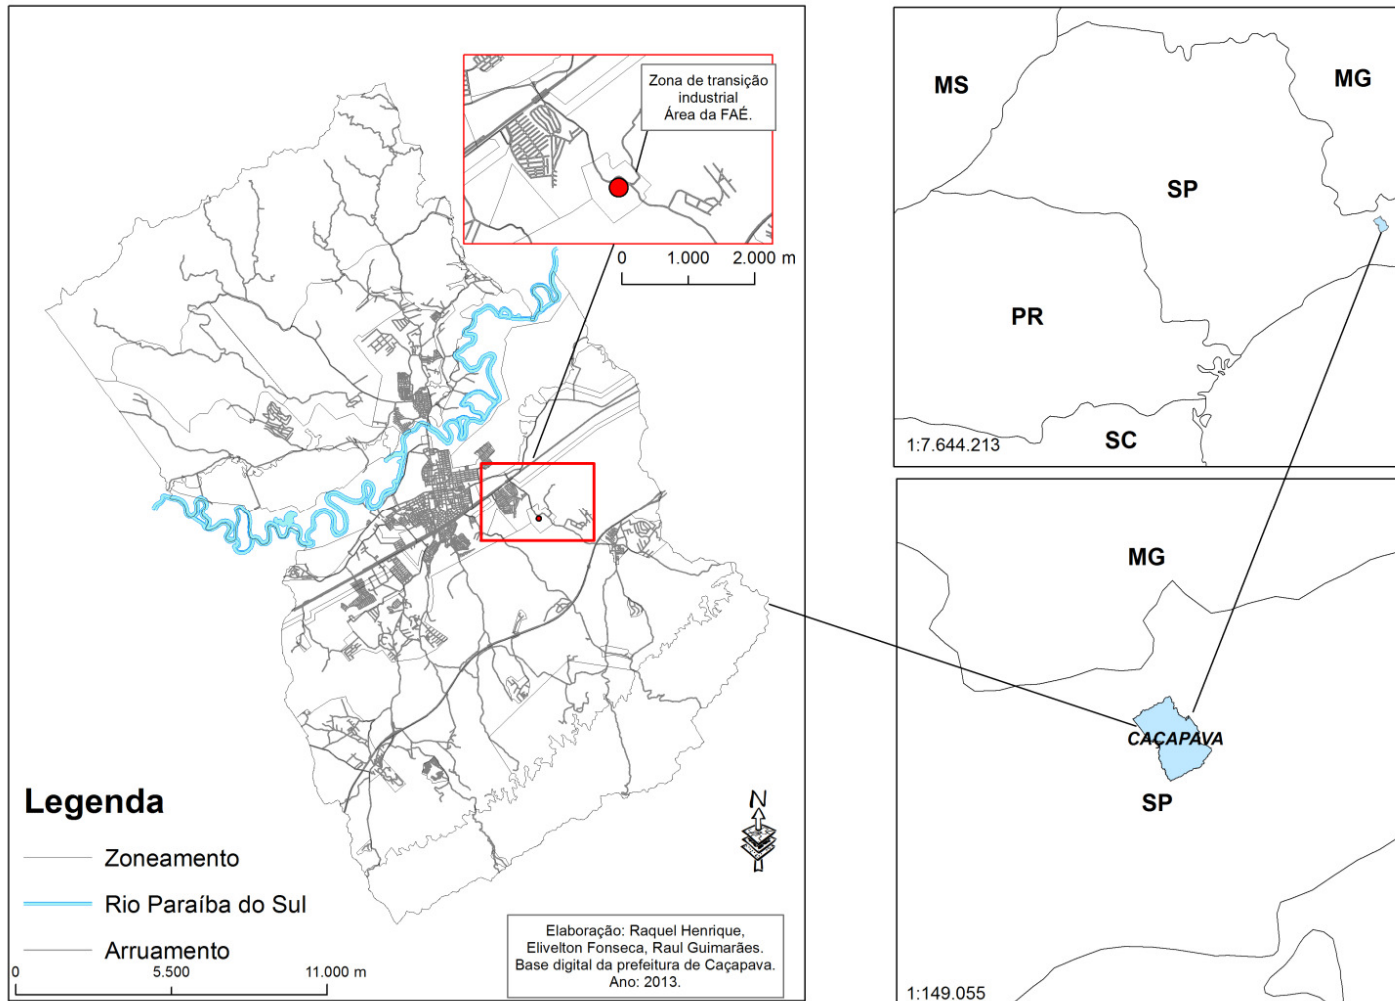 Zona de transição
industrial
Área da FAÉ.
0 1.000 2.000 m
Legenda
Zoneamento
Rio Paraíba do Sul
Arruamento
0 5.500 11.000 m
N
Elaboração: Raquel Henrique,
Elivelton Fonseca, Raul Guimarães.
Base digital da prefeitura de Caçapava.
Ano: 2013.
MS
MG
SP
PR
SC
1:7.644.213
MG
CAÇAPAVA
SP
1:149.055